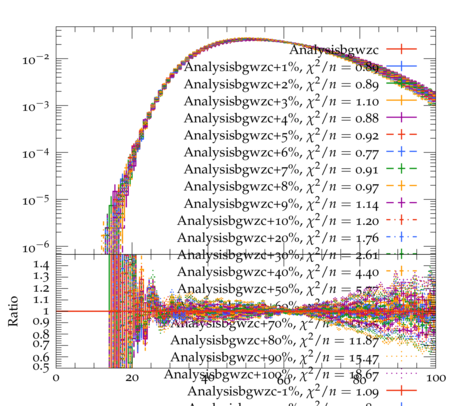 Analysisbgwzc
10⁻²
Analysisbgwzc+1%, χ²/n = 0.89
Analysisbgwzc+2%, χ²/n = 0.89
Analysisbgwzc+3%, χ²/n = 1.10
10⁻³
Analysisbgwzc+4%, χ²/n = 0.88
Analysisbgwzc+5%, χ²/n = 0.92
10⁻⁴
Analysisbgwzc+6%, χ²/n = 0.77
Analysisbgwzc+7%, χ²/n = 0.91
Analysisbgwzc+8%, χ²/n = 0.97
10⁻⁵
Analysisbgwzc+9%, χ²/n = 1.14
Analysisbgwzc+10%, χ²/n = 1.20
Analysisbgwzc+20%, χ²/n = 1.76
10⁻⁶
Analysisbgwzc+30%, χ²/n = 2.61
1.4
Analysisbgwzc+40%, χ²/n = 4.40
1.3
Analysisbgwzc+50%, χ²/n =
1.2
1.1
1
Ratio
0.9
Analysisbgwzc+70%, χ²/n
0.8
Analysisbgwzc+80%, χ²/n = 11.87
0.7
Analysisbgwzc+90%, χ²/n = 15.47
0.6
Analysisbgwzc+100%, χ²/n = 18.67
0.5
0 20 40 60 80 100
Analysisbgwzc-1%, χ²/n = 1.09